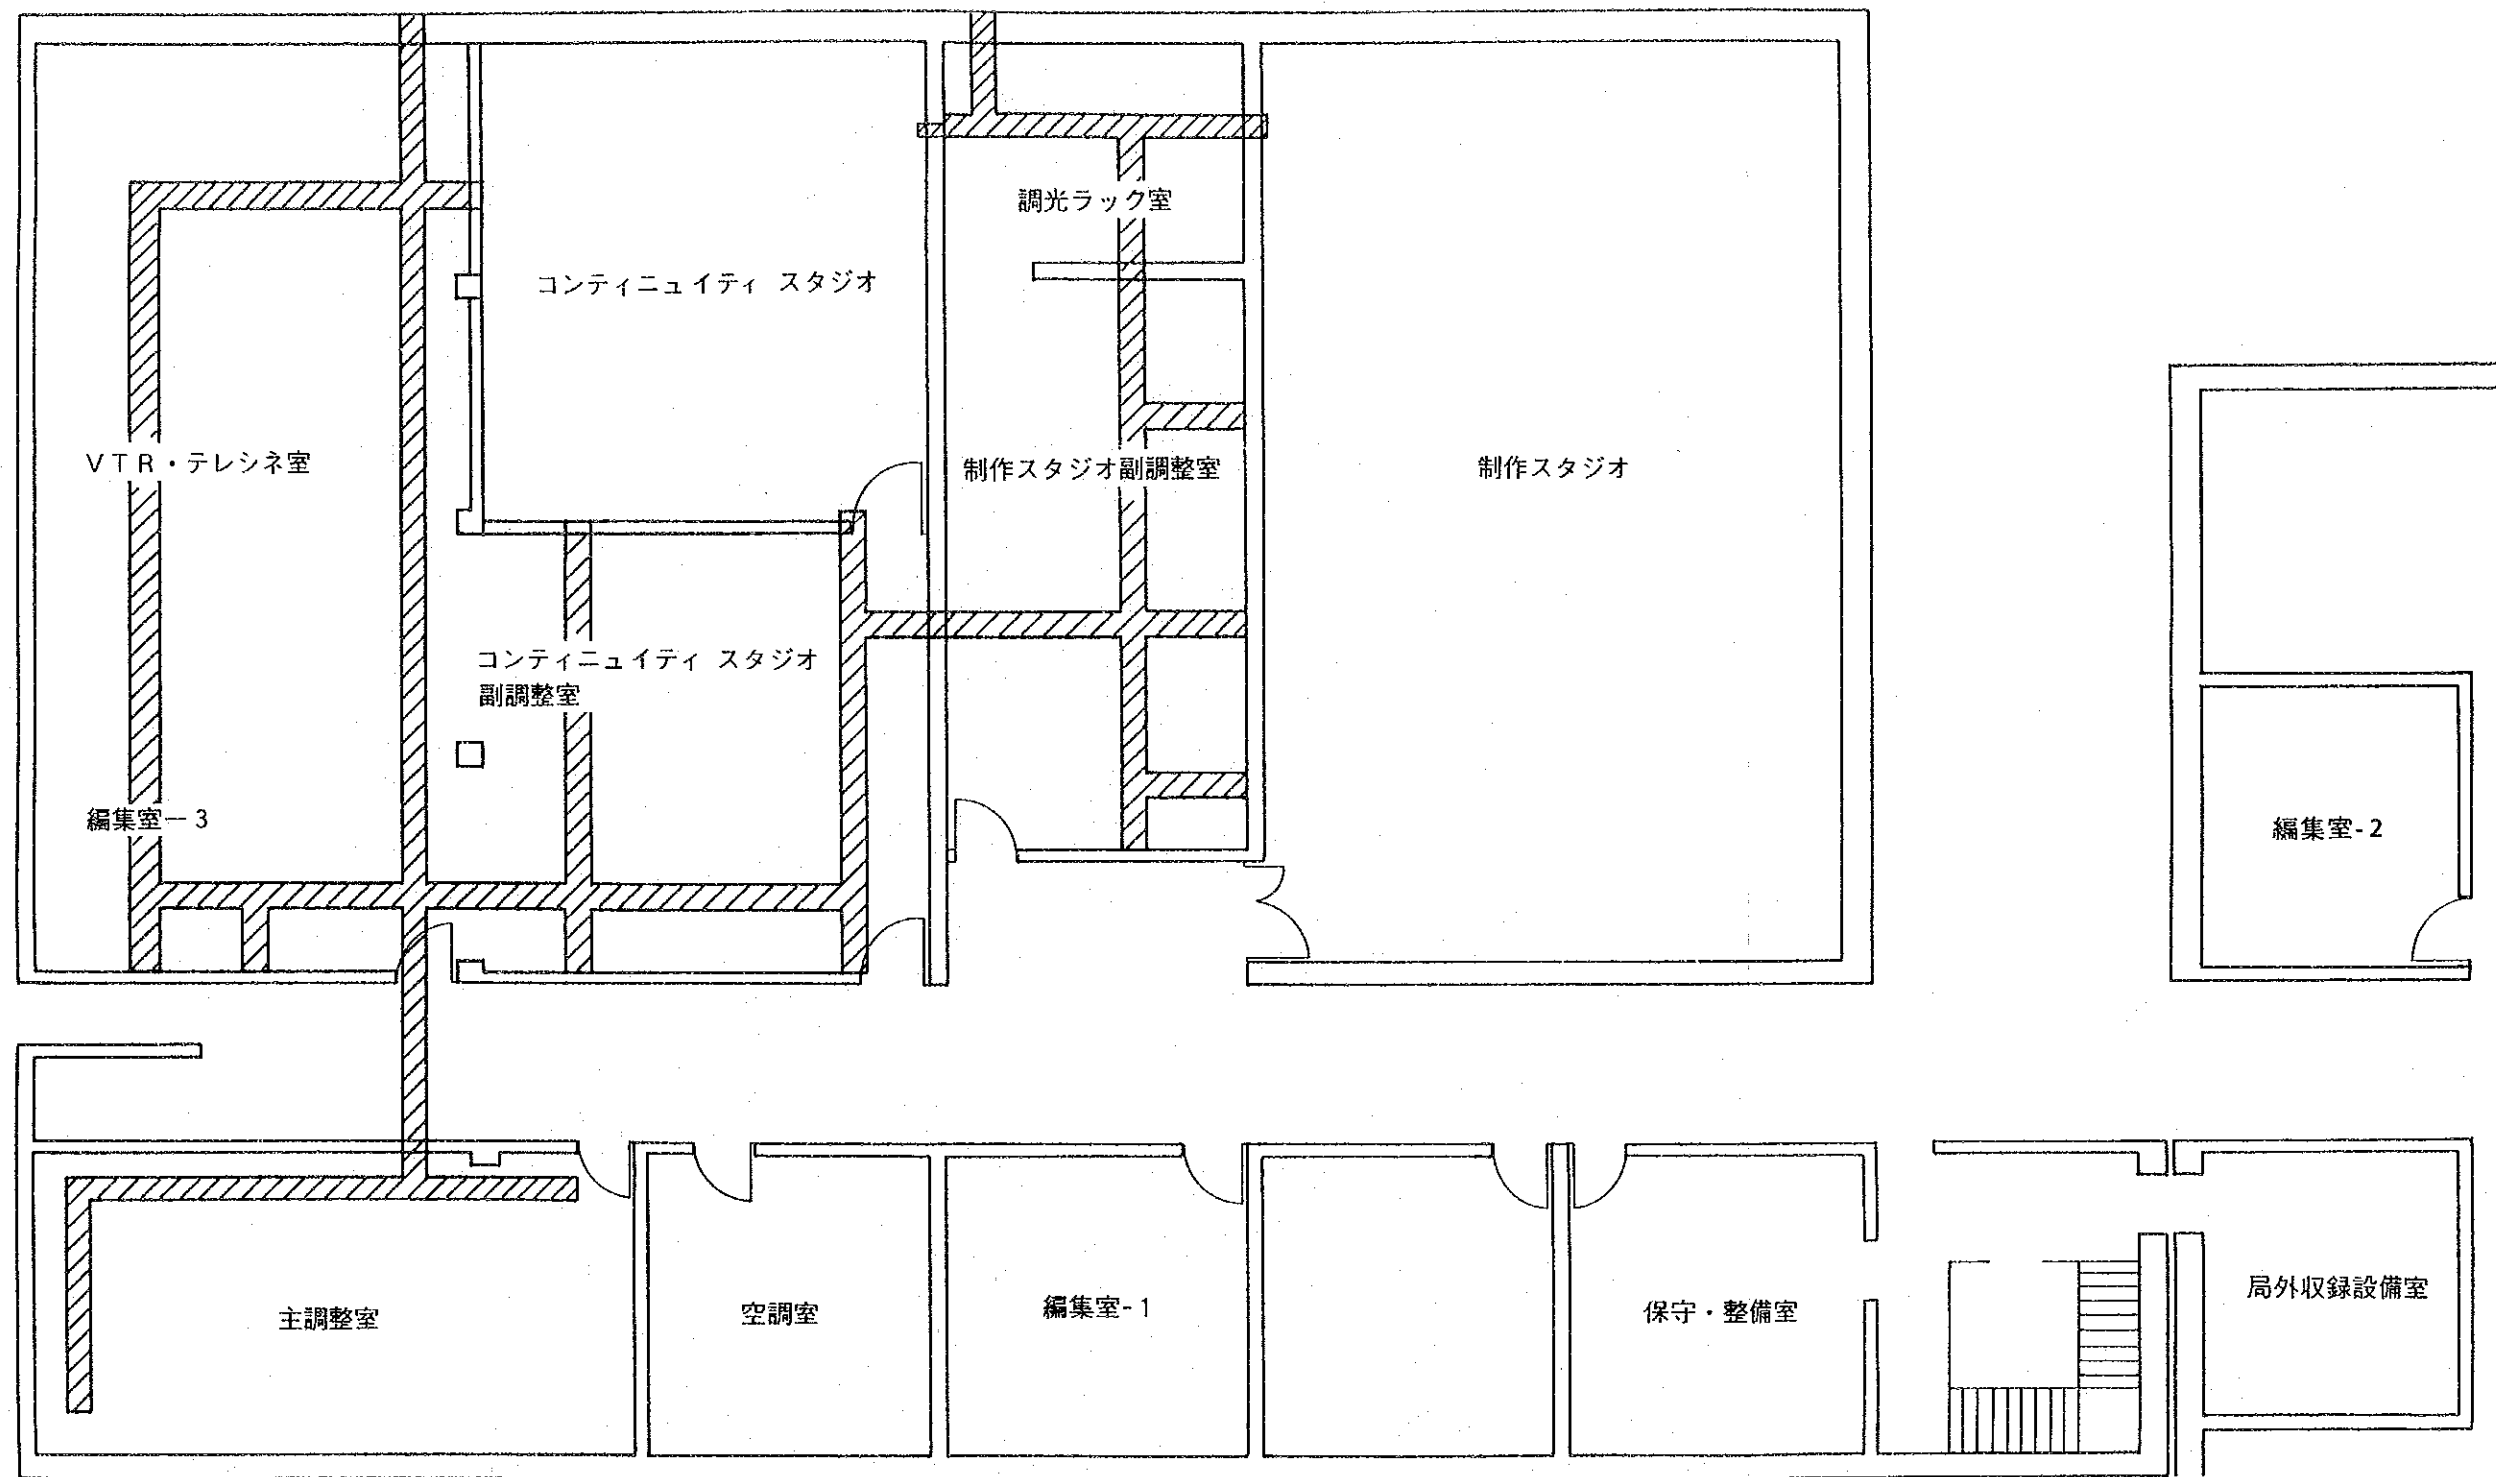 調光ラック室
コンティニュイティ スタジオ
VTR・テレシネ室
制作スタジオ副調整室
制作スタジオ
コンティニュイティ スタジオ
副調整室
編集室ー3
編集室-2
主調整室
空調室
編集室-1
保守・整備室
局外収録設備室